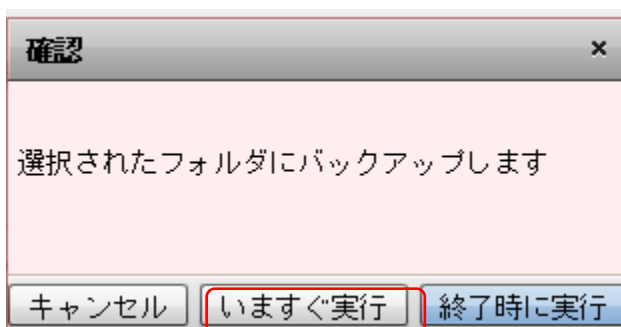 確認
×
選択されたフォルダにバックアップします
キャンセル
いますぐ実行
終了時に実行